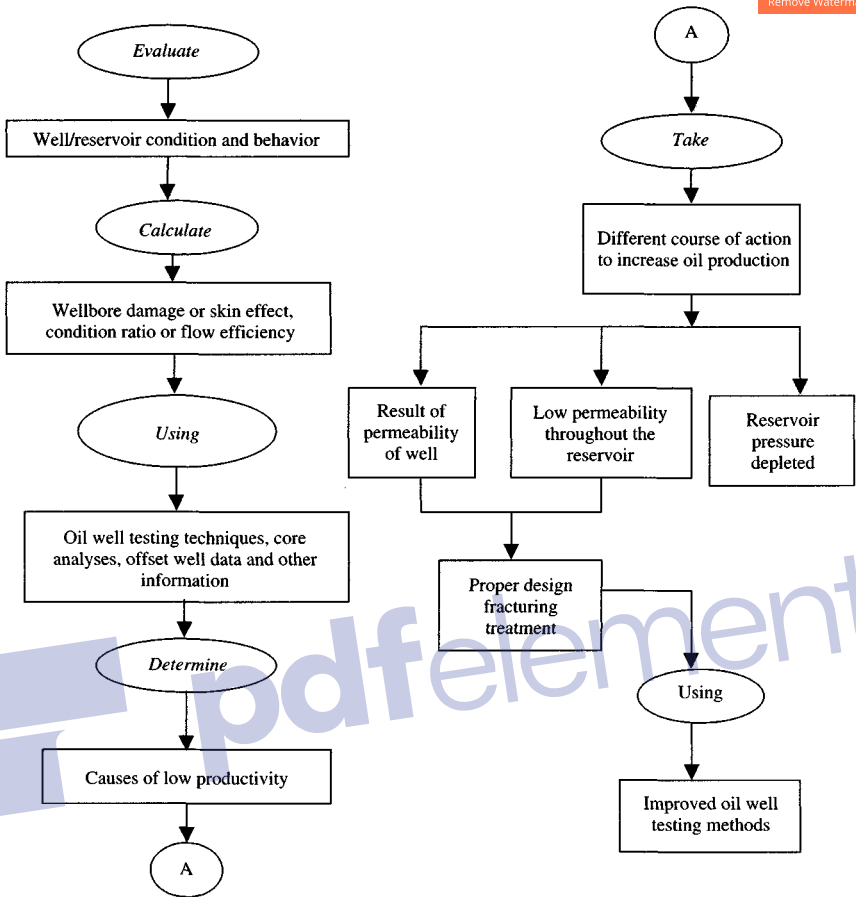 Evaluate
Well/reservoir condition and behavior
Calculate
Wellbore damage or skin effect,
condition ratio or flow efficiency
Using
Oil well testing techniques, core
analyses, offset well data and other
information
Determine
Causes of low productivity
A
Remove Waterma
A
Take
Different course of action
to increase oil production
Result of
permeability
of well
Low permeability
throughout the
reservoir
Reservoir
pressure
depleted
Proper design
fracturing
treatment
Using
Improved oil well
testing methods
pdfelement